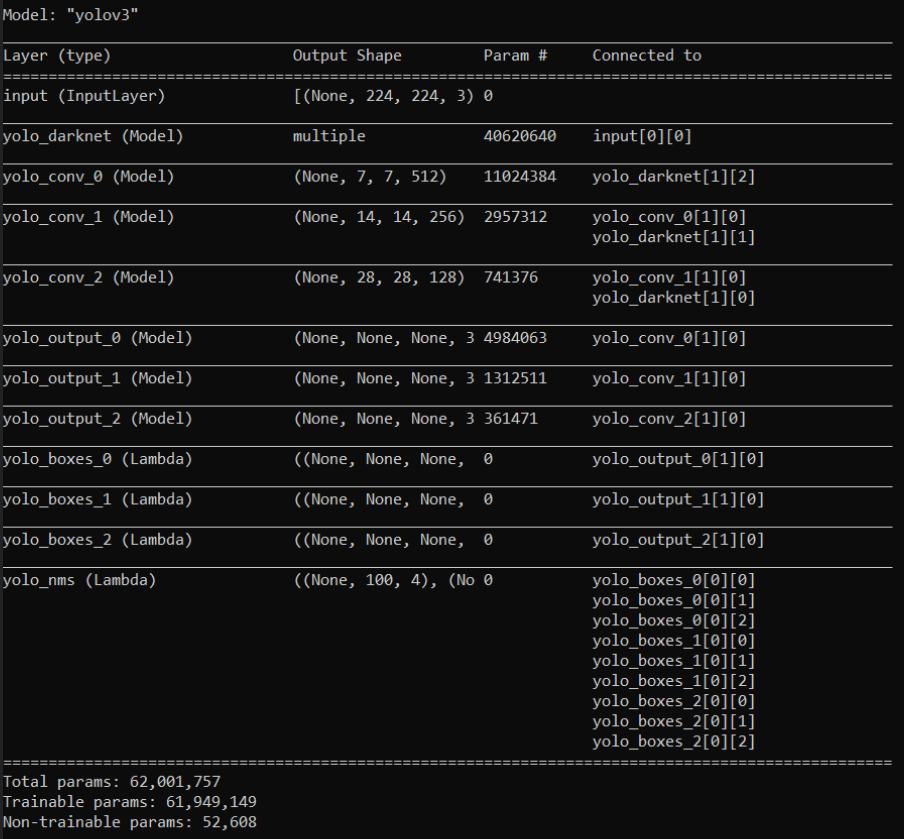 Model: "yolov3"
Layer (type) Output Shape Param # Connected to
input (InputLayer) [(None, 224, 224, 3) 0
yolo_darknet (Model) multiple 40620640 input[0][0]
yolo_conv_0 (Model) (None, 7, 7, 512) 11024384 yolo_darknet[1][2]
yolo_conv_1 (Model) (None, 14, 14, 256) 2957312 yolo_conv_0[1][0]
yolo_darknet[1][1]
yolo_conv_2 (Model) (None, 28, 28, 128) 741376 yolo_conv_1[1][0]
yolo_darknet[1][0]
yolo_output_0 (Model) (None, None, None, 3 4984063 yolo_conv_0[1][0]
yolo_output_1 (Model) (None, None, None, 3 1312511 yolo_conv_1[1][0]
yolo_output_2 (Model) (None, None, None, 3 361471 yolo_conv_2[1][0]
yolo_boxes_0 (Lambda) ((None, None, None, 0 yolo_output_0[1][0]
yolo_boxes_1 (Lambda) ((None, None, None, 0 yolo_output_1[1][0]
yolo_boxes_2 (Lambda) ((None, None, None, 0 yolo_output_2[1][0]
yolo_nms (Lambda) ((None, 100, 4), (No 0 yolo_boxes_0[0][0]
yolo_boxes_0[0][1]
yolo_boxes_0[0][2]
yolo_boxes_1[0][0]
yolo_boxes_1[0][1]
yolo_boxes_1[0][2]
yolo_boxes_2[0][0]
yolo_boxes_2[0][1]
yolo_boxes_2[0][2]
Total params: 62,001,757
Trainable params: 61,949,149
Non-trainable params: 52,608